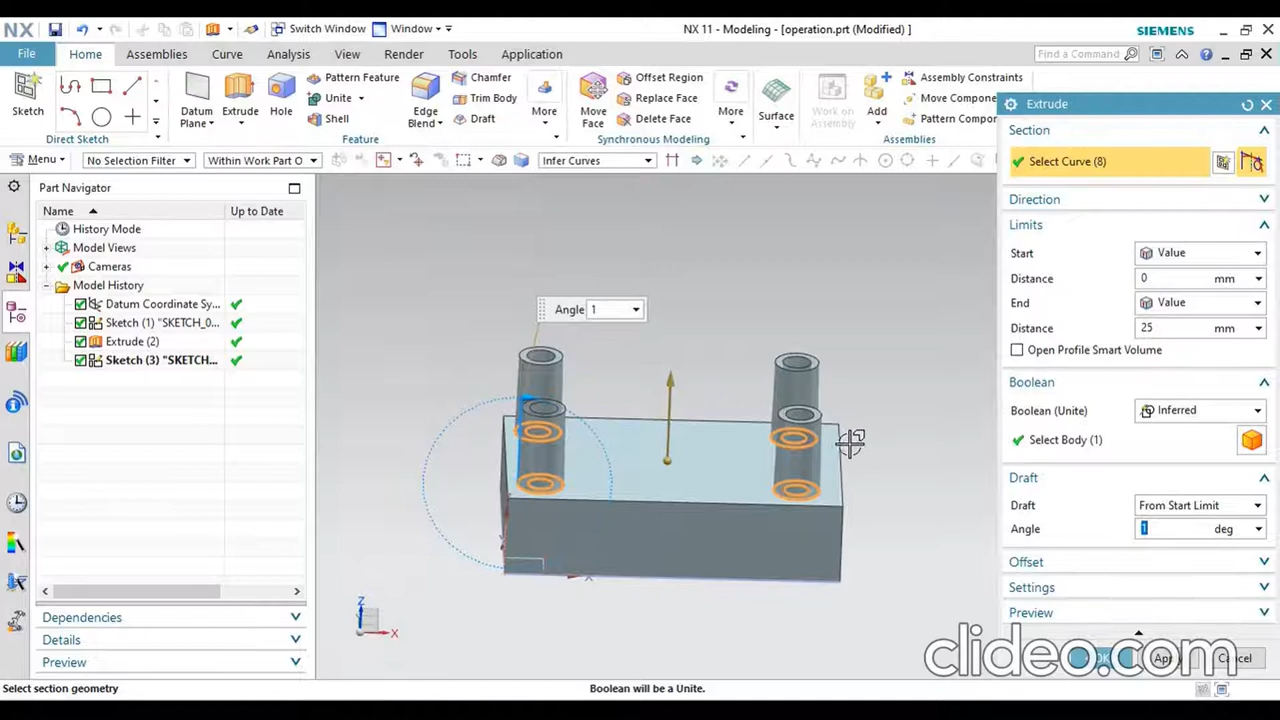 NX Switch Window Window NX 11 - Modeling - [operation.prt (Modified) ] SIEMENS
File Home Assemblies Curve Analysis View Render Tools Application Find a Command
Pattern Feature Chamfer Offset Region Assembly Constraints
Unite Trim Body Replace Face Move Compone
Shell Draft Delete Face Pattern Compon
Sketch Datum Plane Extrude Hole Edge Blend More Move Face More Surface Work on Assembly Add
Direct Sketch Feature Synchronous Modeling Assemblies
Menu No Selection Filter Within Work Part O Infer Curves
Part Navigator
Name Up to Date
History Mode
Model Views
Cameras
Model History
Datum Coordinate Sy...
Sketch (1) "SKETCH_0...
Extrude (2)
Sketch (3) "SKETCH...
Dependencies
Details
Preview
Angle 1
Z
X
X
Extrude
Section
Select Curve (8)
Direction
Limits
Start Value
Distance 0 mm
End Value
Distance 25 mm
Open Profile Smart Volume
Boolean
Boolean (Unite) Inferred
Select Body (1)
Draft
Draft From Start Limit
Angle 1 deg
Offset
Settings
Preview
OK Apply Cancel
clideo.com
Select section geometry Boolean will be a Unite.